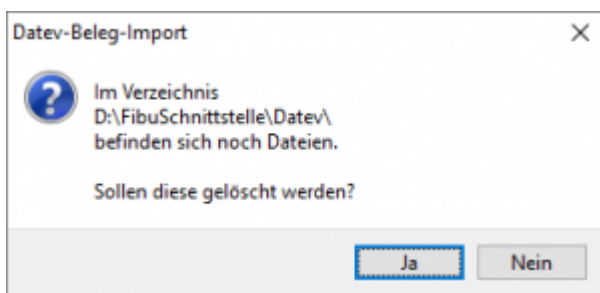 Datev-Beleg-Import
Im Verzeichnis
D:\FibuSchnittstelle\Datev\
befinden sich noch Dateien.
Sollen diese gelöscht werden?
Ja
Nein